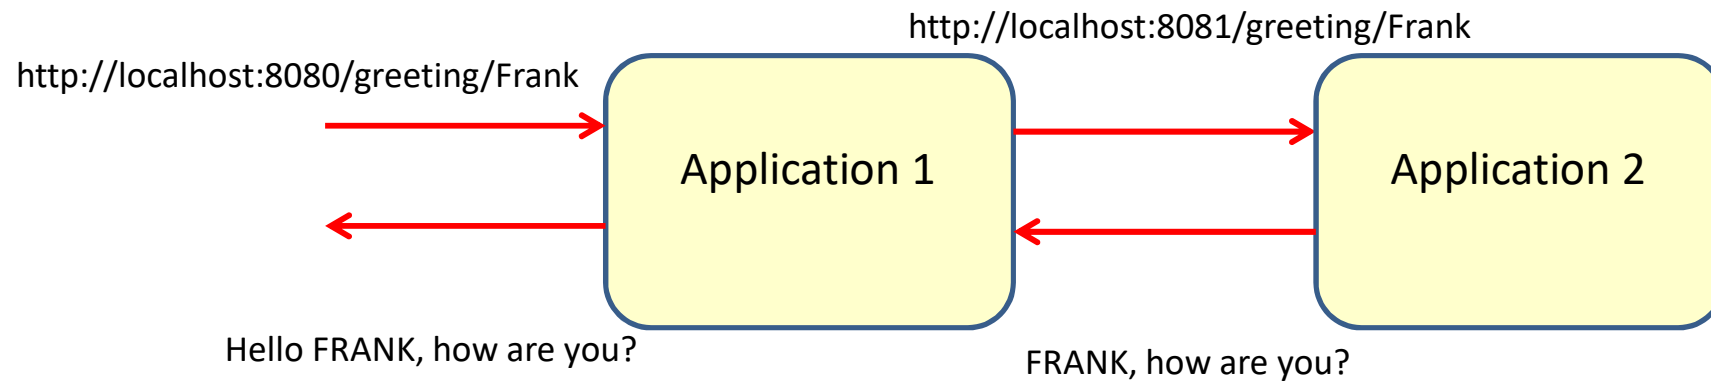 http://localhost:8081/greeting/Frank
http://localhost:8080/greeting/Frank
Application 1
Application 2
Hello FRANK, how are you?
FRANK, how are you?